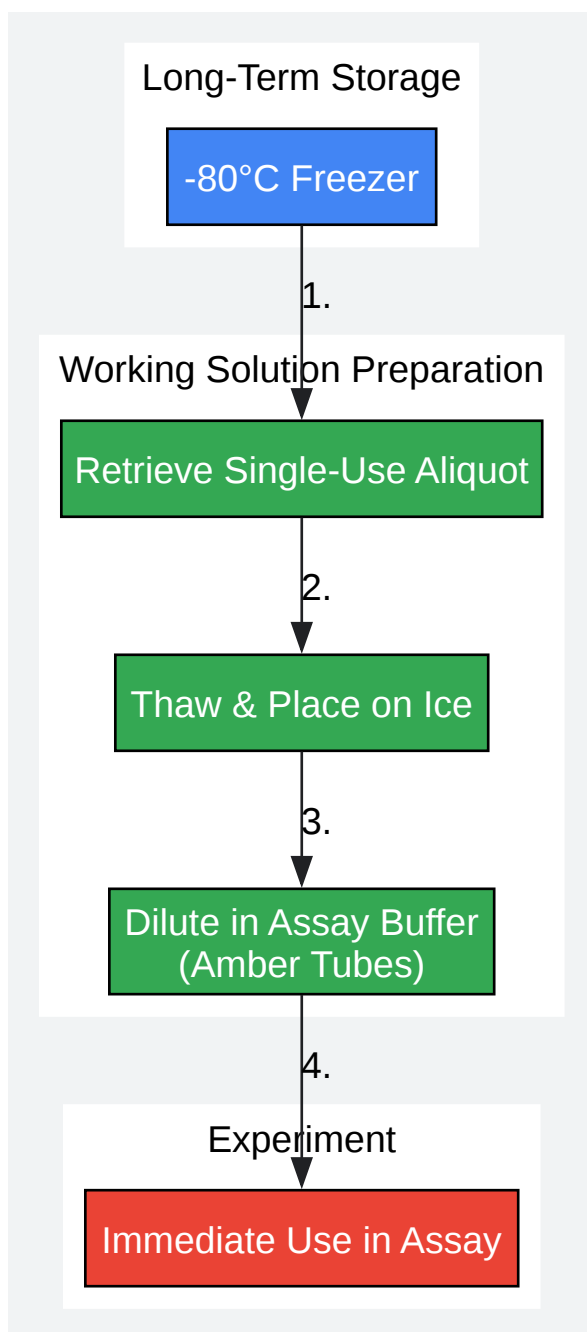 Long-Term Storage
-80°C Freezer
1.
Working Solution Preparation
Retrieve Single-Use Aliquot
2.
Thaw & Place on Ice
3.
Dilute in Assay Buffer
(Amber Tubes)
4.
Experiment
Immediate Use in Assay